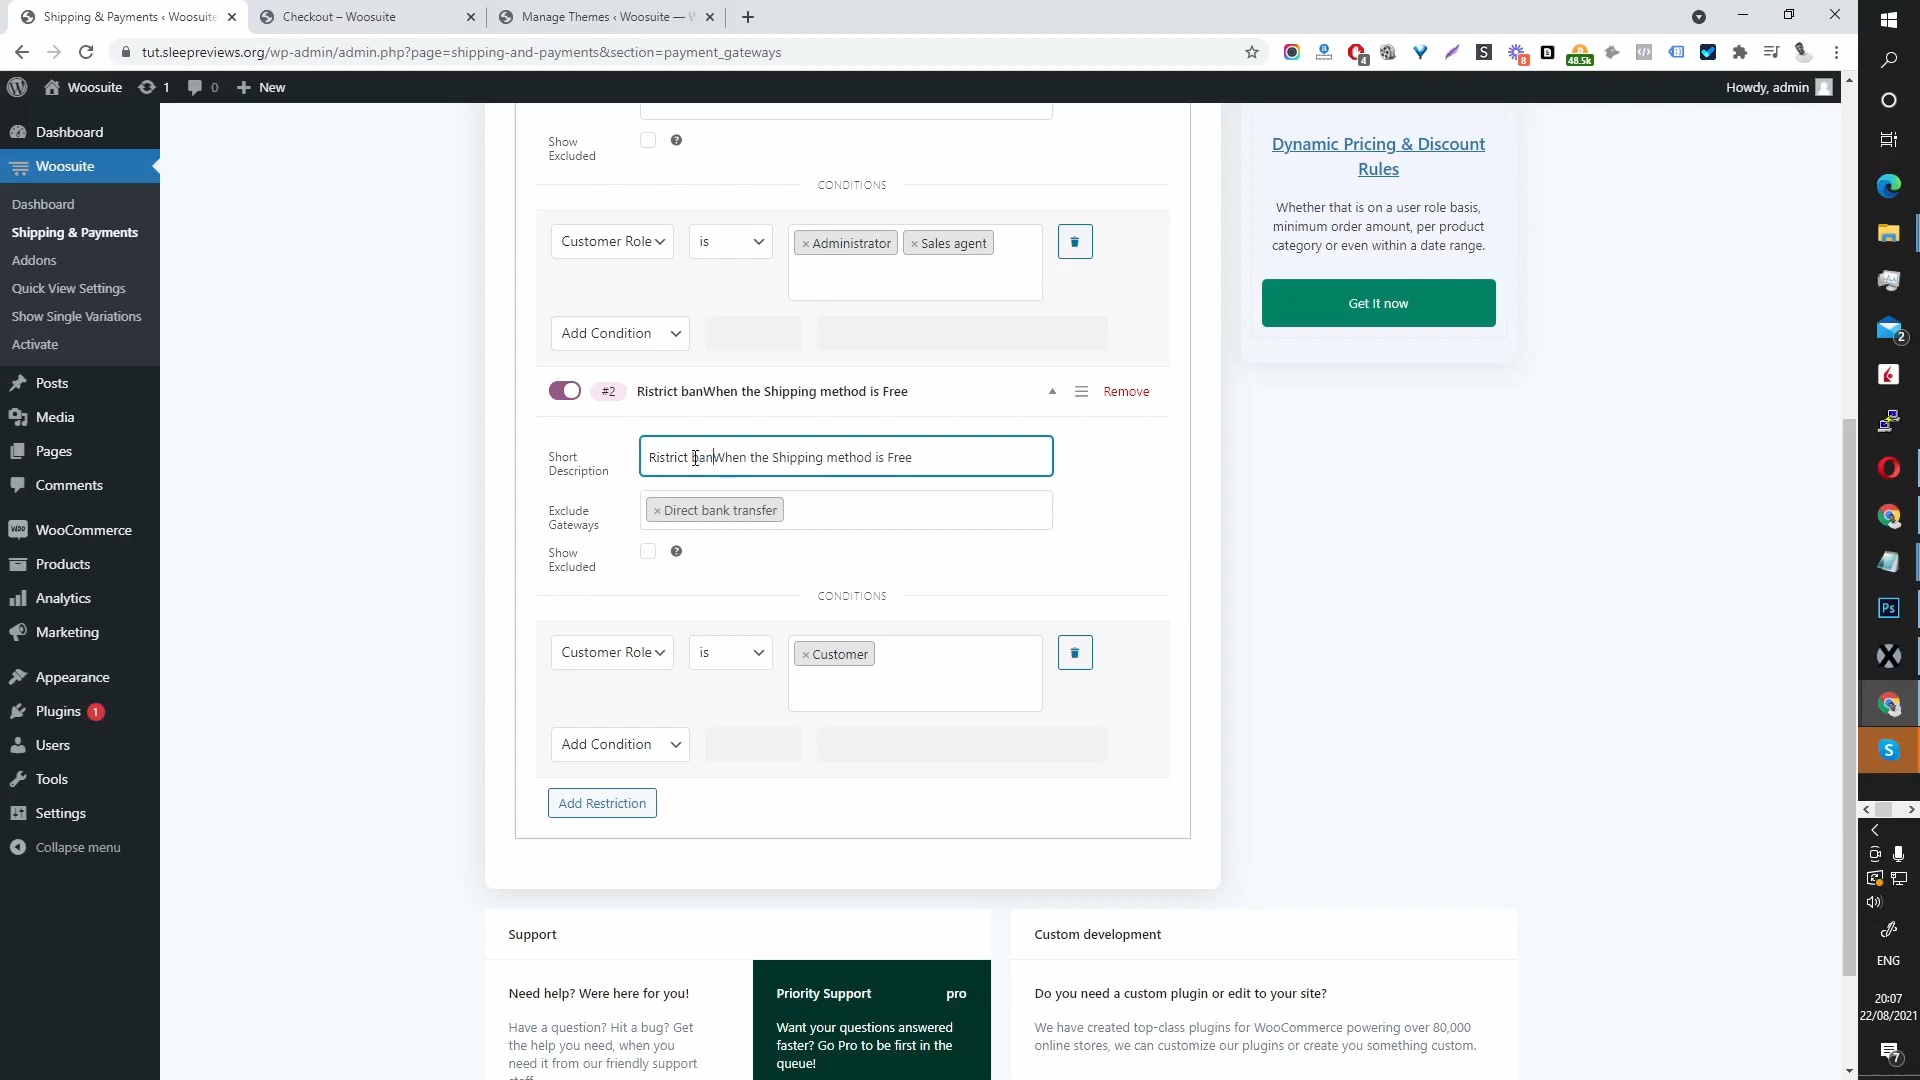 Shipping & Payments ‹ Woosuite
Checkout – Woosuite
Manage Themes ‹ Woosuite — W
tut.sleepreviews.org/wp-admin/admin.php?page=shipping-and-payments&section=payment_gateways
4
S
8
48.5k
Woosuite
1
0
New
Howdy, admin
Dashboard
Woosuite
Dashboard
Shipping & Payments
Addons
Quick View Settings
Show Single Variations
Activate
Posts
Media
Pages
Comments
WooCommerce
Products
Analytics
Marketing
Appearance
Plugins 1
Users
Tools
Settings
Collapse menu
Show
Excluded
CONDITIONS
Customer Role
is
× Administrator
× Sales agent
Add Condition
#2
Ristrict banWhen the Shipping method is Free
Remove
Short
Description
Ristrict banWhen the Shipping method is Free
Exclude
Gateways
× Direct bank transfer
Show
Excluded
CONDITIONS
Customer Role
is
× Customer
Add Condition
Add Restriction
Dynamic Pricing & Discount
Rules
Whether that is on a user role basis,
minimum order amount, per product
category or even within a date range.
Get It now
Support
Need help? Were here for you!
Have a question? Hit a bug? Get
the help you need, when you
need it from our friendly support
Priority Support
pro
Want your questions answered
faster? Go Pro to be first in the
queue!
Custom development
Do you need a custom plugin or edit to your site?
We have created top-class plugins for WooCommerce powering over 80,000
online stores, we can customize our plugins or create you something custom.
2
Ps
S
ENG
20:07
22/08/2021
7